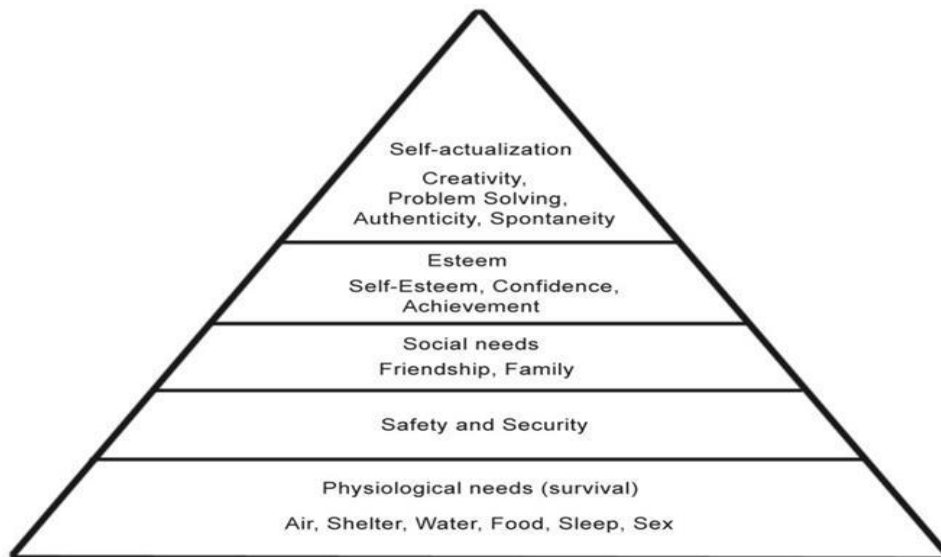 Self-actualization
Creativity,
Problem Solving,
Authenticity, Spontaneity
Esteem
Self-Esteem, Confidence,
Achievement
Social needs
Friendship, Family
Safety and Security
Physiological needs (survival)
Air, Shelter, Water, Food, Sleep, Sex